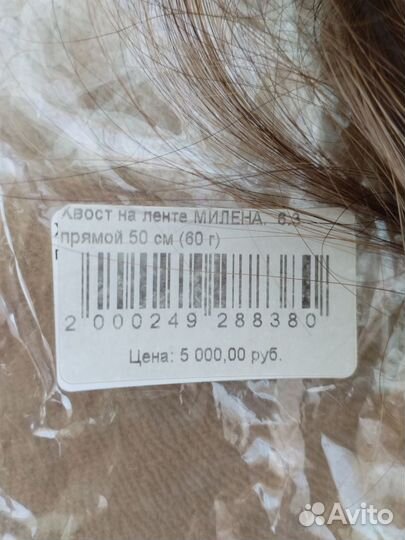 Хвост на ленте МИЛЕНА. 6.3
прямой 50 см (60 г)
2 000249 288380
Цена: 5 000,00 руб.
Avito